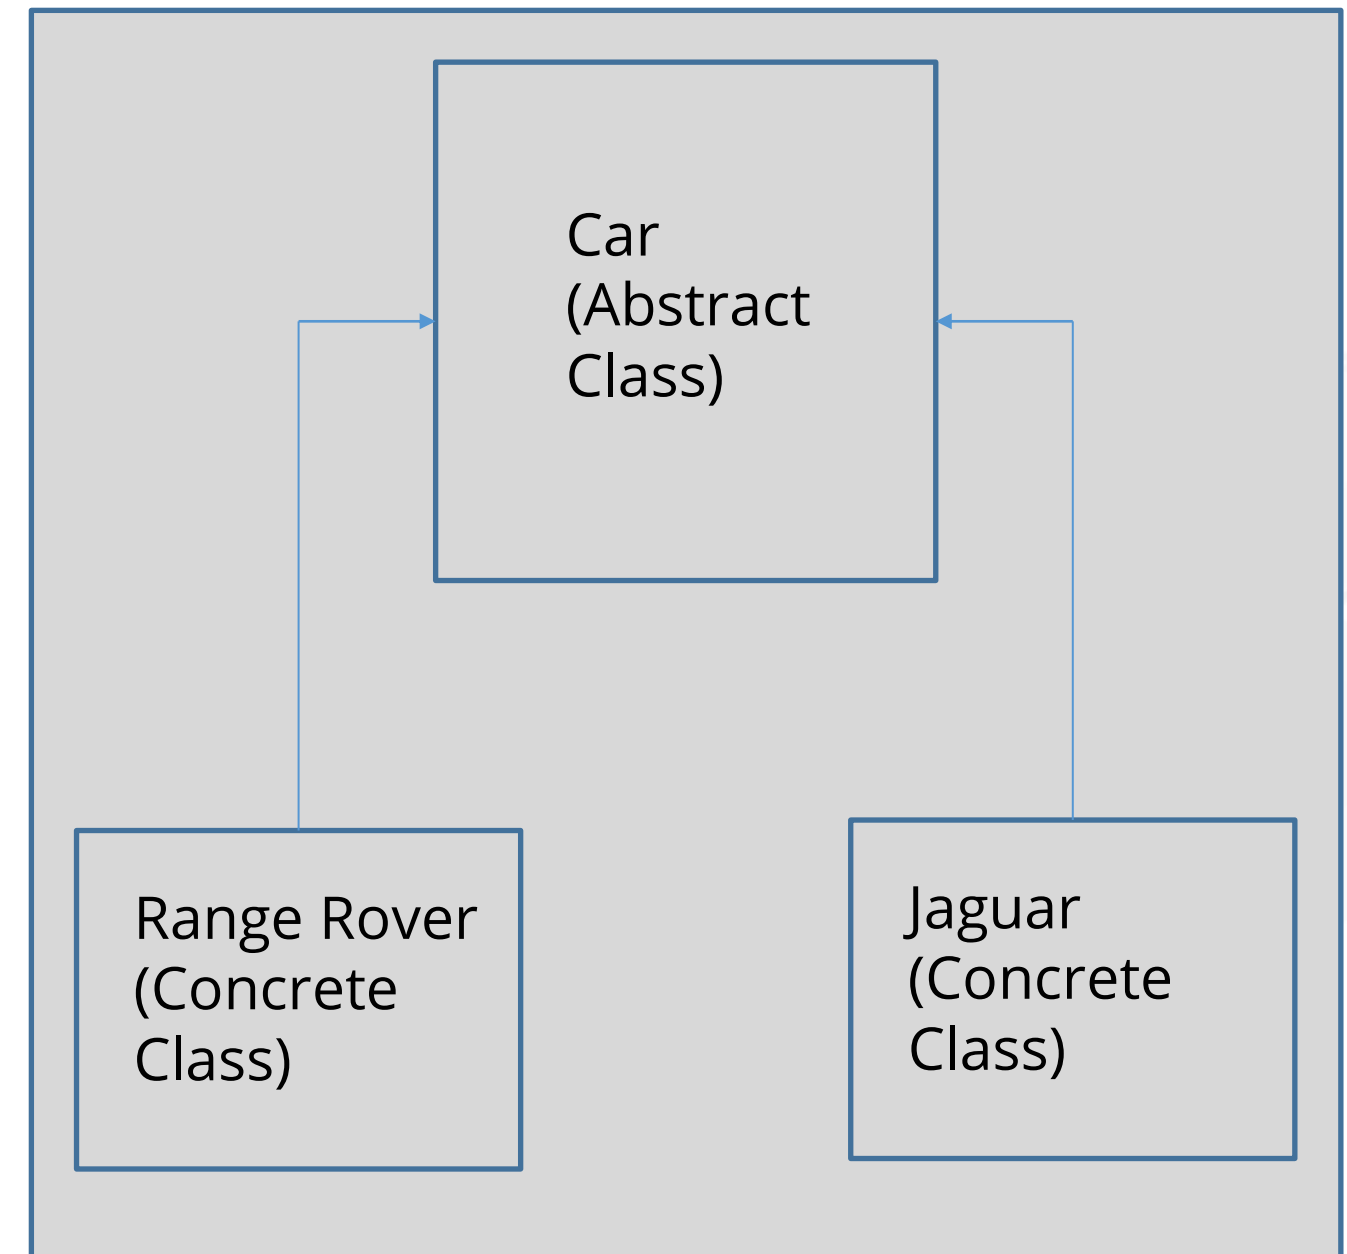 Car
(Abstract
Class)
Range Rover
(Concrete
Class)
Jaguar
(Concrete
Class)